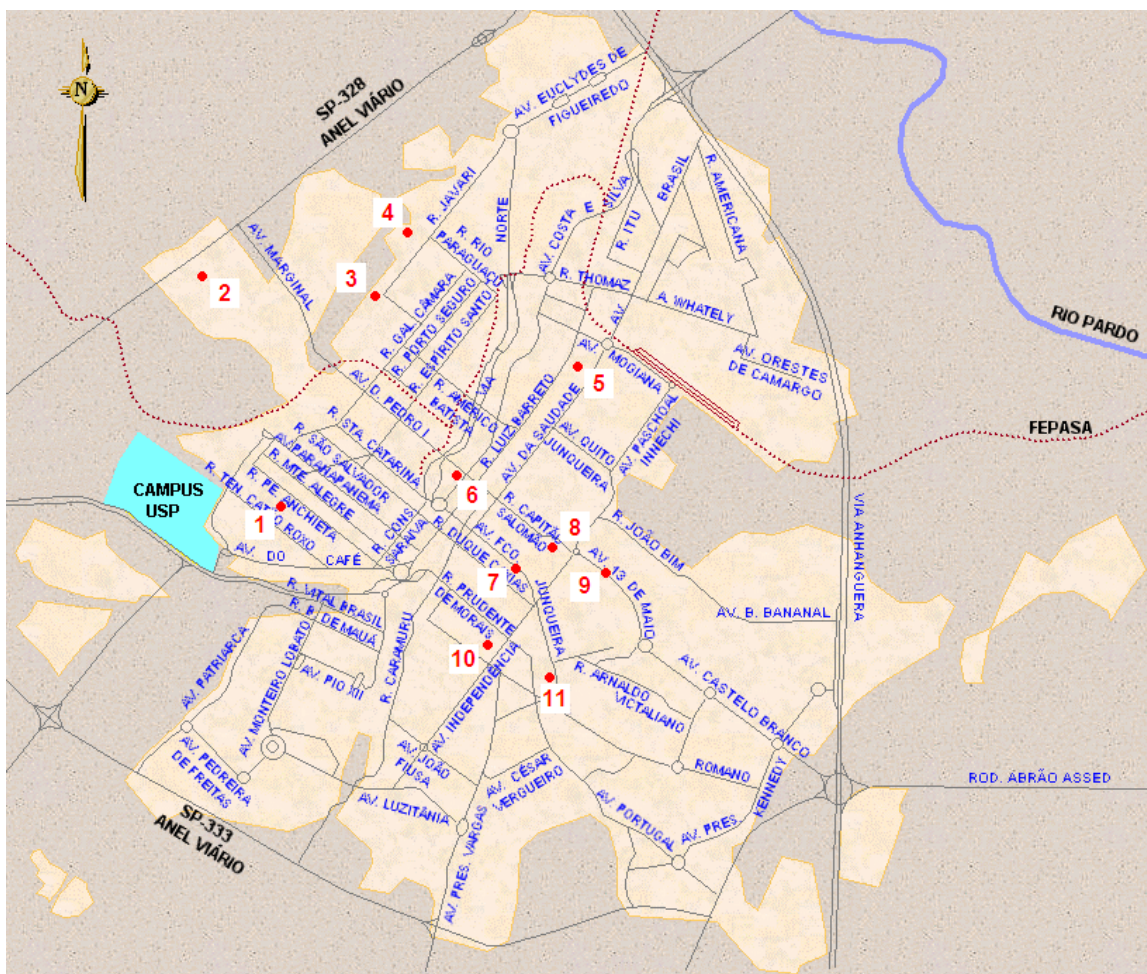 N
SP-328
ANEL VIÁRIO
AV. EUCLYDES DE
FIGUEIREDO
R. JAVARI
R. RIO
PARAGUAÇU
NORTE
AV. COSTA E SILVA
R. ITU
BRASIL
R. AMERICANA
4
AV. MARGINAL
2
3
R. THOMAZ
A. WHATELY
RIO PARDO
R. GAL. CÂMARA
R. PORTO SEGURO
R. ESPÍRITO SANTO
AV.
AV. MOGIANA
AV. ORESTES
DE CAMARGO
5
VIA
R. AMÉRICO
BATISTA
AV. D. PEDRO I
R. LUIZ BARRETO
AV. DA SAUDADE
AV. QUITO
JUNQUEIRA
AV. PASCHOAL
INNECHI
FEPASA
R. STA. CATARINA
R. SÃO SALVADOR
AV. PARANAPANEMA
R. MTE. ALEGRE
R. PE. ANCHIETA
R. TEN. CATÃO ROXO
CAMPUS
USP
1
6
R. CONS
SARAIVA
R. CAPITÃO
SALOMÃO
8
R. JOÃO BIM
VIA ANHANGUERA
AV. DO CAFÉ
R. DUQUE CAXIAS
AV. FCO.
JUNQUEIRA
7
9
AV. 13 DE MAIO
AV. B. BANANAL
R. VITAL BRASIL
R. B. DE MAUÁ
R. PRUDENTE
DE MORAIS
10
11
AV. PATRIARCA
AV. MONTEIRO LOBATO
AV. PIO XII
R. CARAMURU
AV. INDEPENDÊNCIA
R. ARNALDO
VICTALIANO
AV. CASTELO BRANCO
AV. PEDREIRA
DE FREITAS
AV. JOÃO
FIUSA
AV. CÉSAR
VERGUEIRO
ROMANO
KENNEDY
ROD. ABRÃO ASSED
AV. LUZITÂNIA
AV. PORTUGAL
AV. PRES.
SP-333
ANEL VIÁRIO
AV. PRES. VARGAS